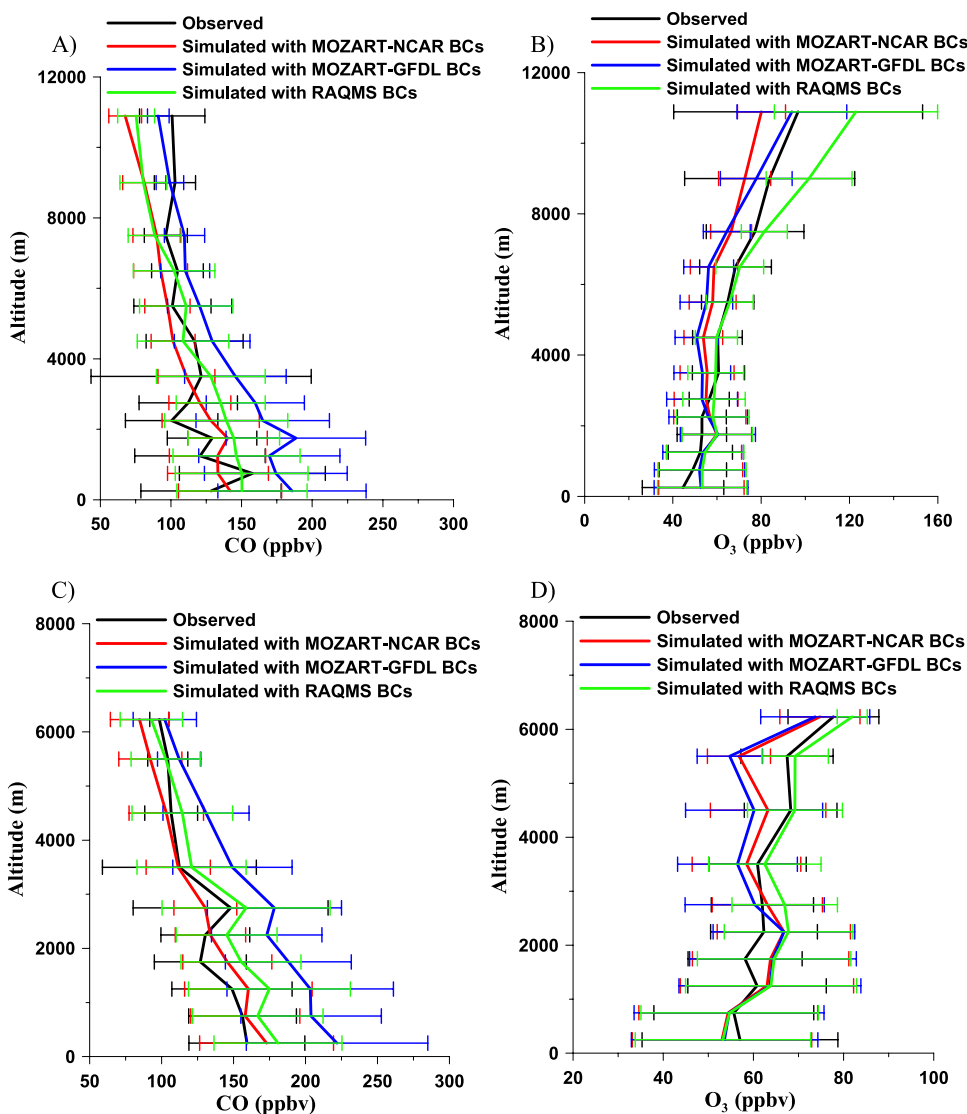 A)
Observed
Simulated with MOZART-NCAR BCs
Simulated with MOZART-GFDL BCs
Simulated with RAQMS BCs
12000
8000
4000
0
Altitude (m)
50 100 150 200 250 300
CO (ppbv)
B)
Observed
Simulated with MOZART-NCAR BCs
Simulated with MOZART-GFDL BCs
Simulated with RAQMS BCs
12000
8000
4000
0
Altitude (m)
0 40 80 120 160
O₃ (ppbv)
C)
Observed
Simulated with MOZART-NCAR BCs
Simulated with MOZART-GFDL BCs
Simulated with RAQMS BCs
8000
6000
4000
2000
0
Altitude (m)
50 100 150 200 250 300
CO (ppbv)
D)
Observed
Simulated with MOZART-NCAR BCs
Simulated with MOZART-GFDL BCs
Simulated with RAQMS BCs
8000
6000
4000
2000
0
Altitude (m)
20 40 60 80 100
O₃ (ppbv)